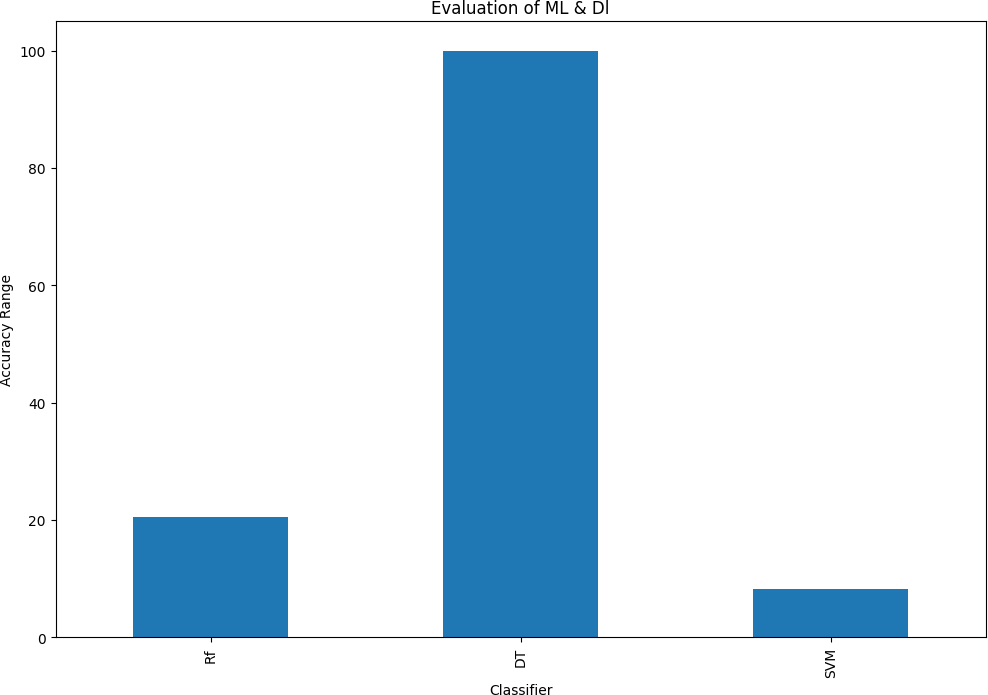 Evaluation of ML & Dl
100
80
60
40
20
0
Accuracy Range
Rf
DT
SVM
Classifier